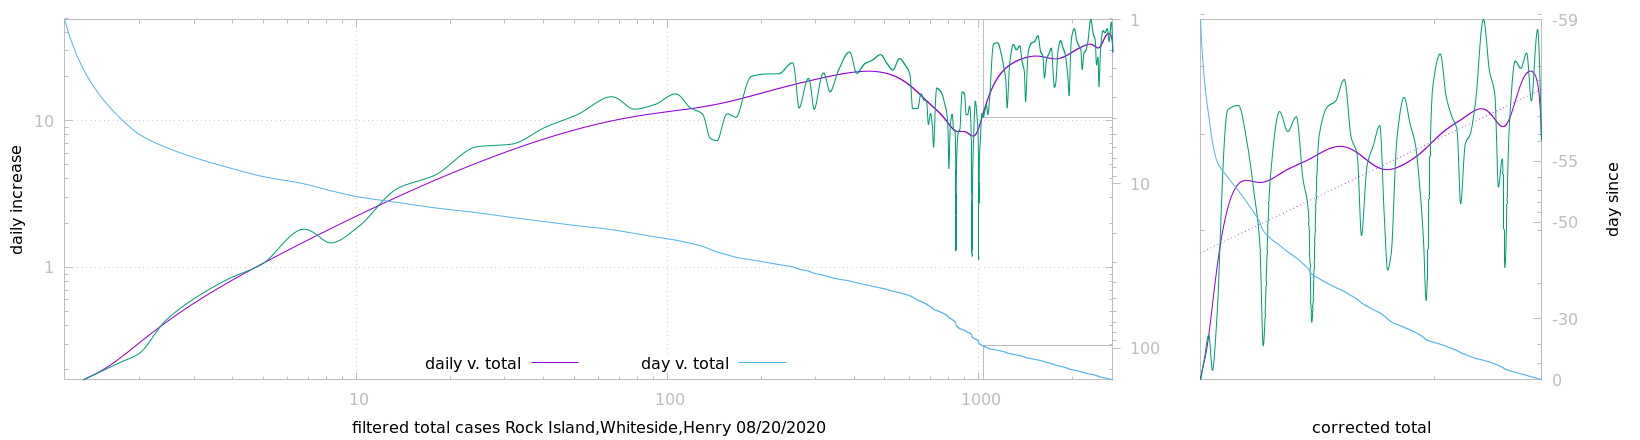 1
-59
10
daily increase
-55
10
-50
day since
1
-30
daily v. total
day v. total
100
0
10
100
1000
filtered total cases Rock Island,Whiteside,Henry 08/20/2020
corrected total